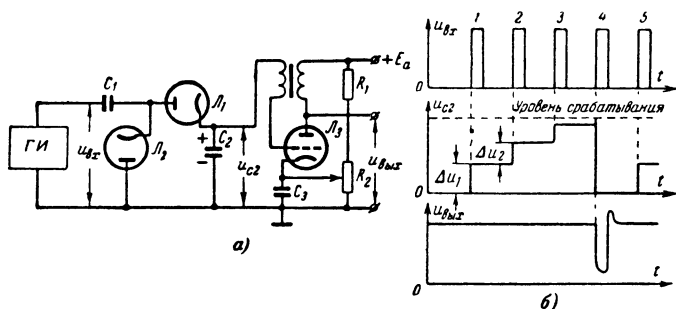 C₁
Л₁
ГИ
u_вх
Л₂
C₂
+
-
u_c2
Л₃
C₃
+E_a
R₁
R₂
u_вых
а)
u_вх
1 2 3 4 5
0
t
u_c2
Уровень срабатывания
Δu₁
Δu₂
0
t
u_вых
0
t
б)